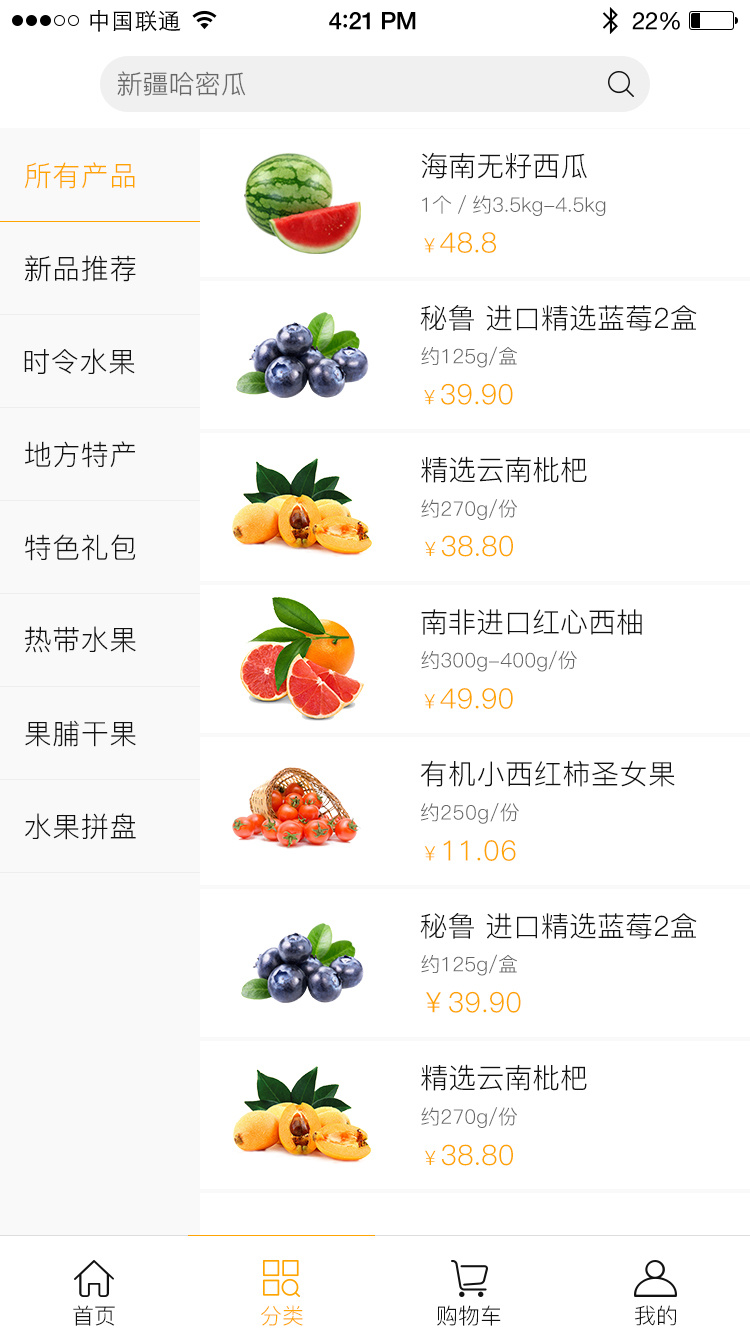 中国联通 4:21 PM 22%
新疆哈密瓜
所有产品
新品推荐
时令水果
地方特产
特色礼包
热带水果
果脯干果
水果拼盘
海南无籽西瓜
1个 / 约3.5kg-4.5kg
￥48.8
秘鲁 进口精选蓝莓2盒
约125g/盒
￥39.90
精选云南枇杷
约270g/份
￥38.80
南非进口红心西柚
约300g-400g/份
￥49.90
有机小西红柿圣女果
约250g/份
￥11.06
秘鲁 进口精选蓝莓2盒
约125g/盒
￥39.90
精选云南枇杷
约270g/份
￥38.80
首页 分类 购物车 我的